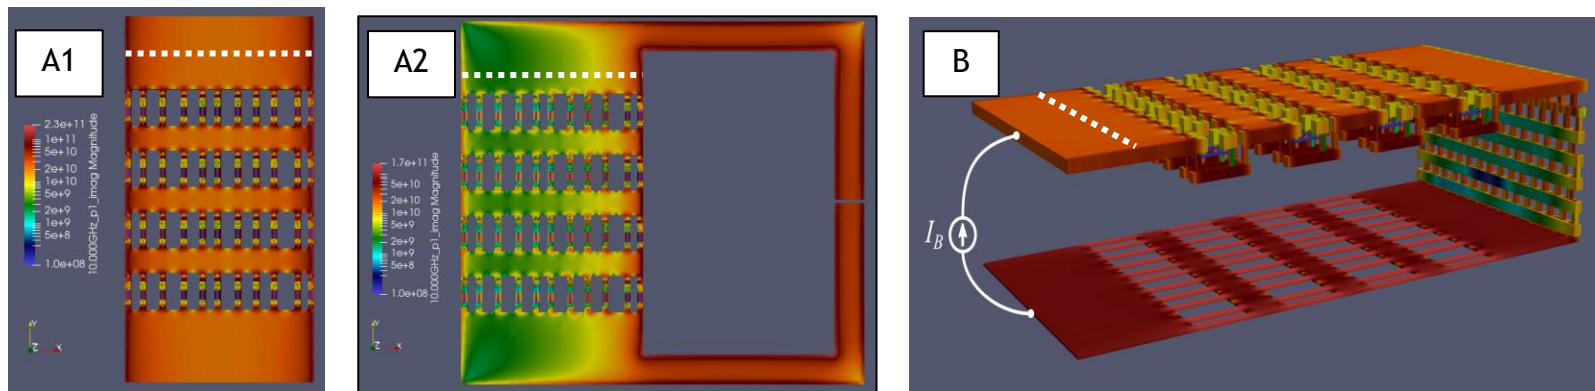 A1
2.3e+11
1e+11
5e+10
2e+10
1e+10
5e+9
2e+9
1e+9
5e+8
1.0e+08
10.000GHz_p1_imag Magnitude
Y
Z
X
A2
1.7e+11
5e+10
2e+10
1e+10
5e+9
2e+9
1e+9
5e+8
1.0e+08
10.000GHz_p1_imag Magnitude
Y
Z
X
B
I_B